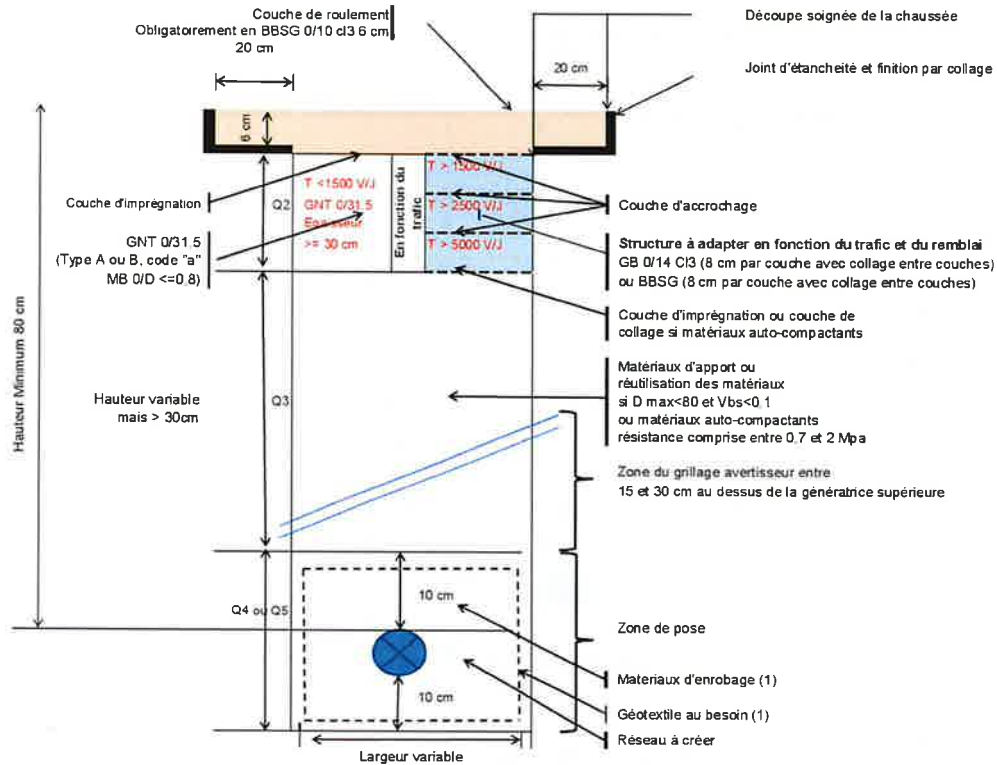 Couche de roulement
Obligatoirement en BBSG 0/10 cl3 6 cm
20 cm
Découpe soignée de la chaussée
20 cm
Joint d'étancheité et finition par collage
6 cm
Hauteur Minimum 80 cm
Couche d'imprégnation
Q2
T <1500 V/J
GNT 0/31.5
Epaisseur
>= 30 cm
En fonction du
trafic
T > 1500 V/J
T > 2500 V/J
T > 5000 V/J
Couche d'accrochage
GNT 0/31.5
(Type A ou B, code "a"
MB 0/D <=0,8)
Structure à adapter en fonction du trafic et du remblai
GB 0/14 Cl3 (8 cm par couche avec collage entre couches)
ou BBSG (8 cm par couche avec collage entre couches)
Couche d'imprégnation ou couche de
collage si matériaux auto-compactants
Hauteur variable
mais > 30cm
Q3
Matériaux d'apport ou
réutilisation des matériaux
si D max<80 et Vbs<0,1
ou matériaux auto-compactants
résistance comprise entre 0,7 et 2 Mpa
Zone du grillage avertisseur entre
15 et 30 cm au dessus de la génératrice supérieure
Q4 ou Q5
10 cm
10 cm
Zone de pose
Materiaux d'enrobage (1)
Géotextile au besoin (1)
Réseau à créer
Largeur variable